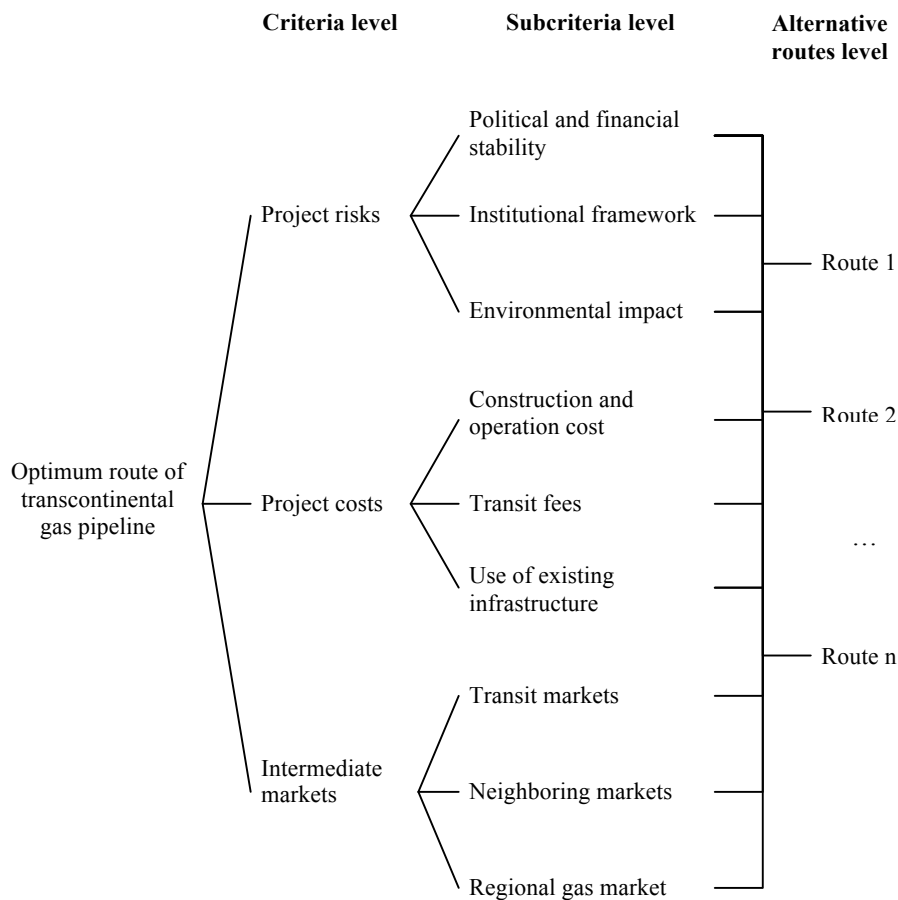 Criteria level
Subcriteria level
Alternative
routes level
Optimum route of
transcontinental
gas pipeline
Project risks
Political and financial
stability
Institutional framework
Environmental impact
Project costs
Construction and
operation cost
Transit fees
Use of existing
infrastructure
Intermediate
markets
Transit markets
Neighboring markets
Regional gas market
Route 1
Route 2
…
Route n